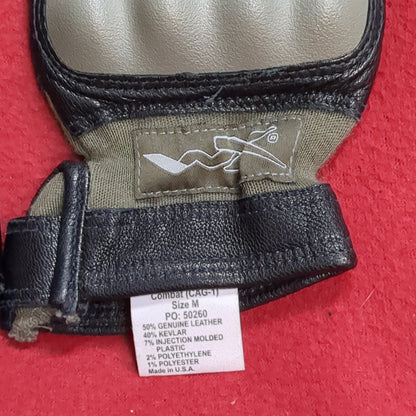 Combat (CAG-1)
Size M
PO: 50260
50% GENUINE LEATHER
40% KEVLAR
7% INJECTION MOLDED
PLASTIC
2% POLYETHYLENE
1% POLYESTER
Made in U.S.A.